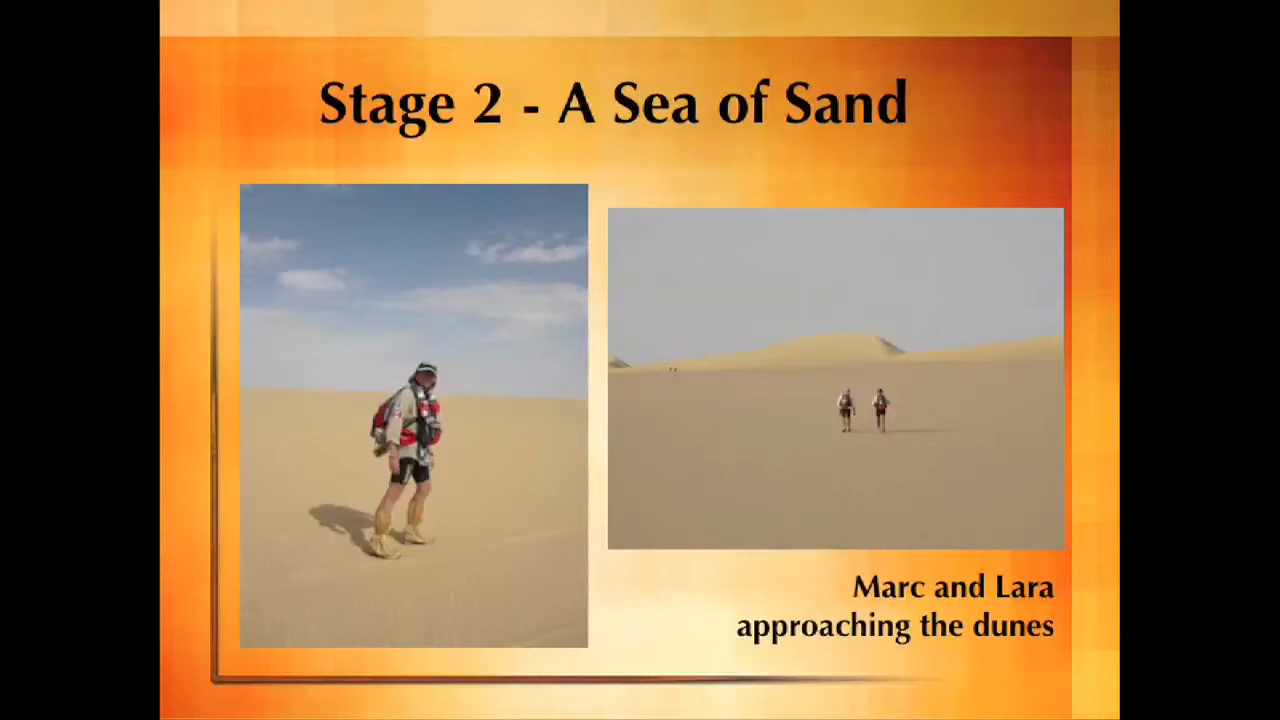 Stage 2 - A Sea of Sand
Marc and Lara
approaching the dunes